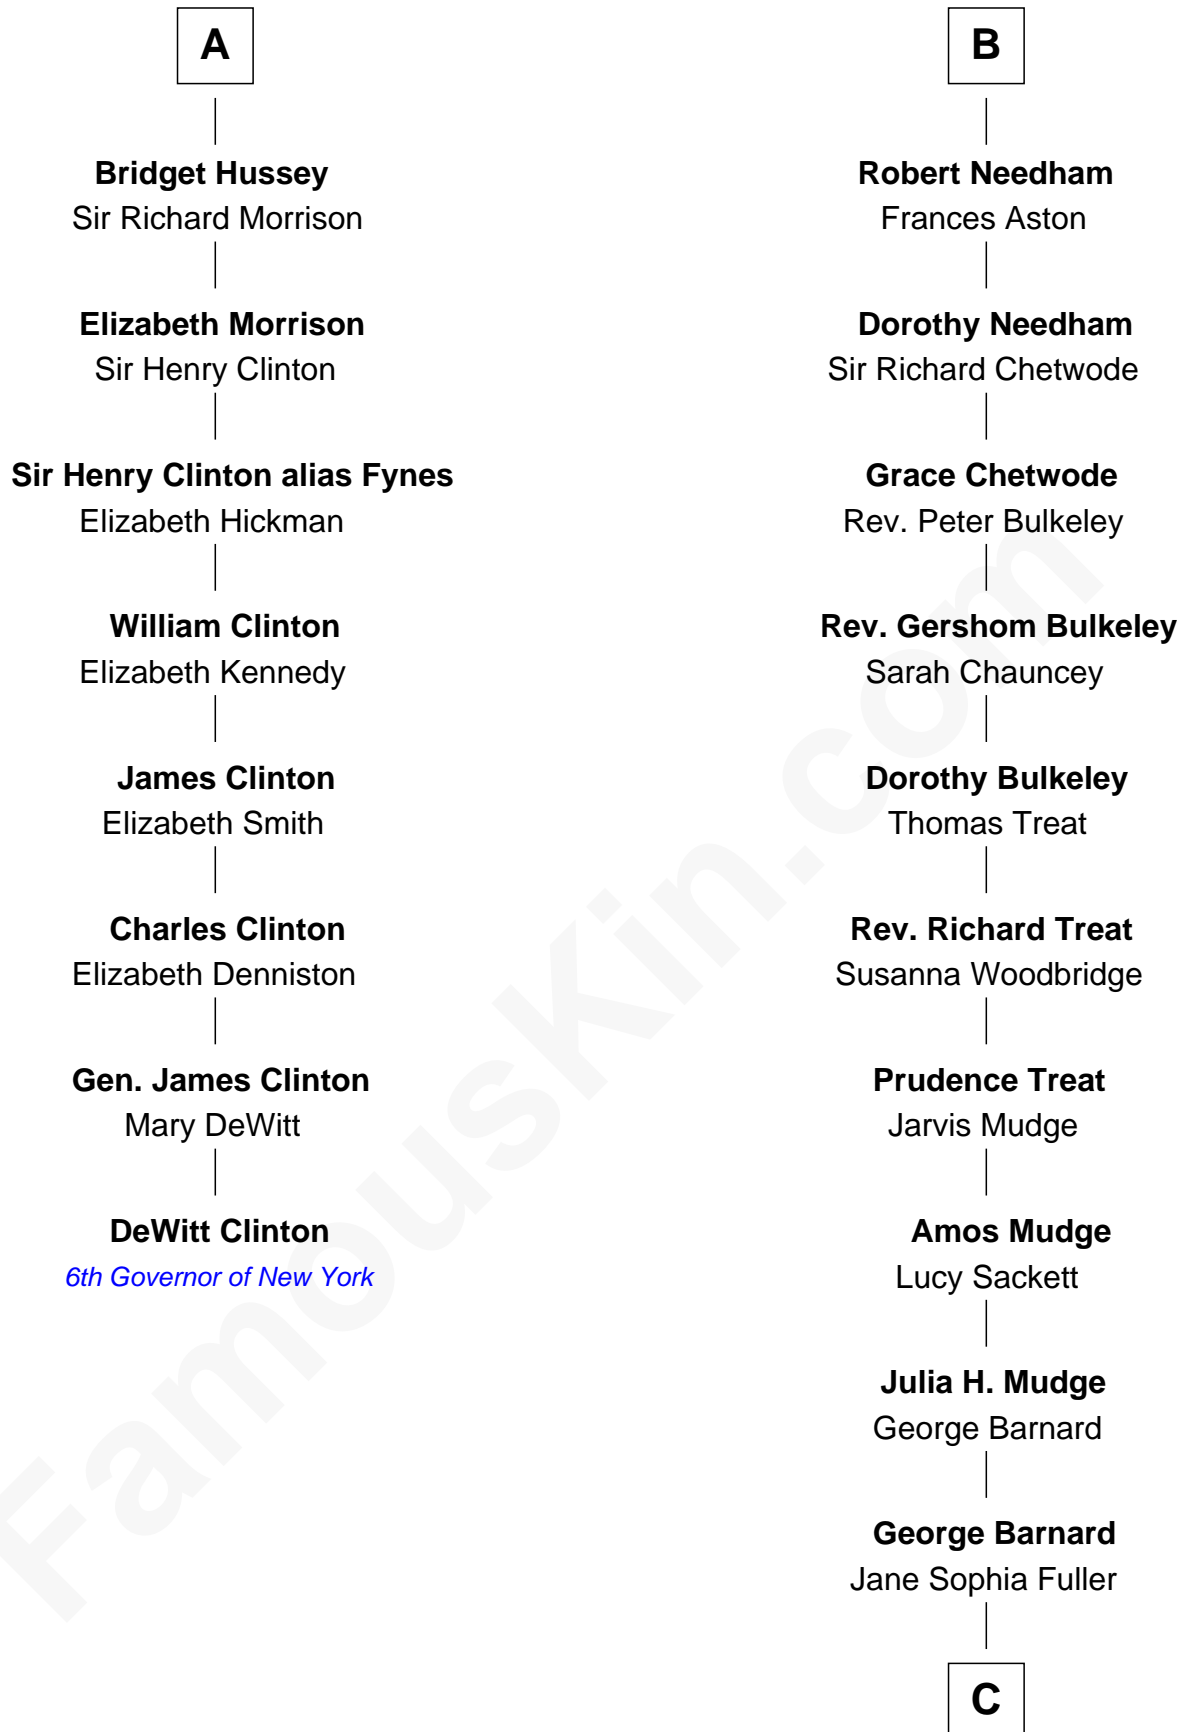 A
Bridget Hussey
Sir Richard Morrison
Elizabeth Morrison
Sir Henry Clinton
Sir Henry Clinton alias Fynes
Elizabeth Hickman
William Clinton
Elizabeth Kennedy
James Clinton
Elizabeth Smith
Charles Clinton
Elizabeth Denniston
Gen. James Clinton
Mary DeWitt
DeWitt Clinton
6th Governor of New York
B
Robert Needham
Frances Aston
Dorothy Needham
Sir Richard Chetwode
Grace Chetwode
Rev. Peter Bulkeley
Rev. Gershom Bulkeley
Sarah Chauncey
Dorothy Bulkeley
Thomas Treat
Rev. Richard Treat
Susanna Woodbridge
Prudence Treat
Jarvis Mudge
Amos Mudge
Lucy Sackett
Julia H. Mudge
George Barnard
George Barnard
Jane Sophia Fuller
C
FamousKin.com